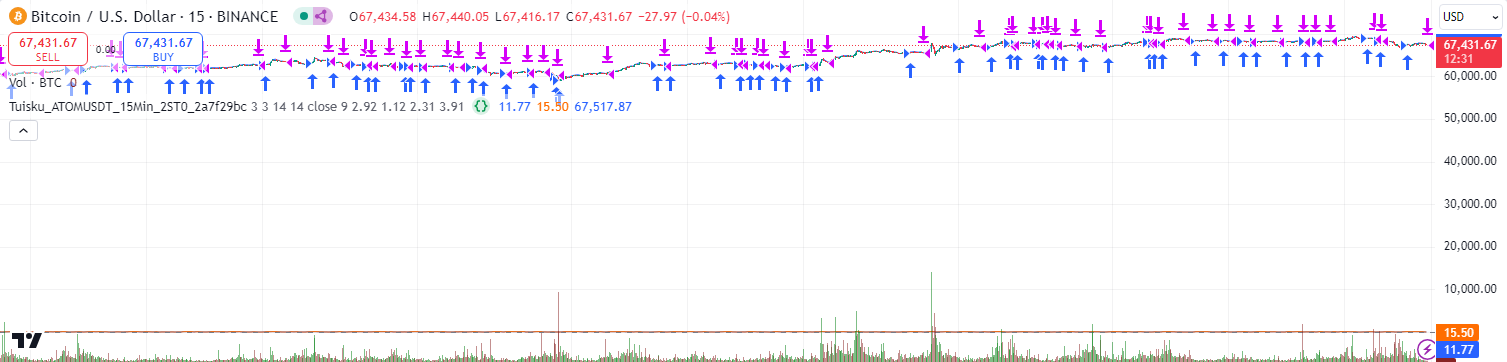 Bitcoin / U.S. Dollar · 15 · BINANCE O67,434.58 H67,440.05 L67,416.17 C67,431.67 −27.97 (−0.04%)
USD
67,431.67
SELL
0.00
67,431.67
BUY
67,431.67
12:31
Vol · BTC 0
60,000.00
Tuisku_ATOMUSDT_15Min_2ST0_2a7f29bc 3 3 14 14 close 9 2.92 1.12 2.31 3.91 {} 11.77 15.50 67,517.87
50,000.00
40,000.00
30,000.00
20,000.00
10,000.00
15.50
11.77